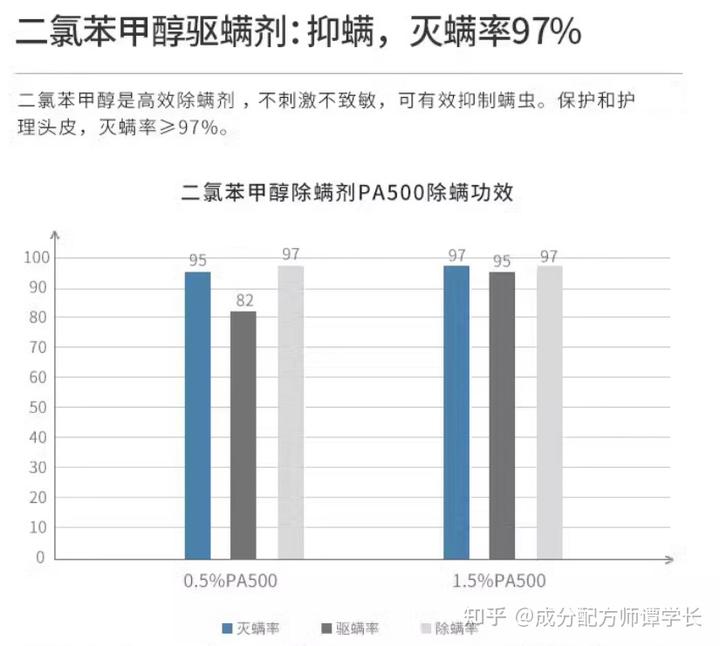 二氯苯甲醇驱螨剂：抑螨，灭螨率97%
二氯苯甲醇是高效除螨剂，不刺激不致敏，可有效抑制螨虫。保护和护
理头皮，灭螨率≥97%。
二氯苯甲醇除螨剂PA500除螨功效
100
90
80
70
60
50
40
30
20
10
0
95
82
97
97
95
97
0.5%PA500
1.5%PA500
灭螨率
驱螨率
除螨率
知乎 @成分配方师谭学长